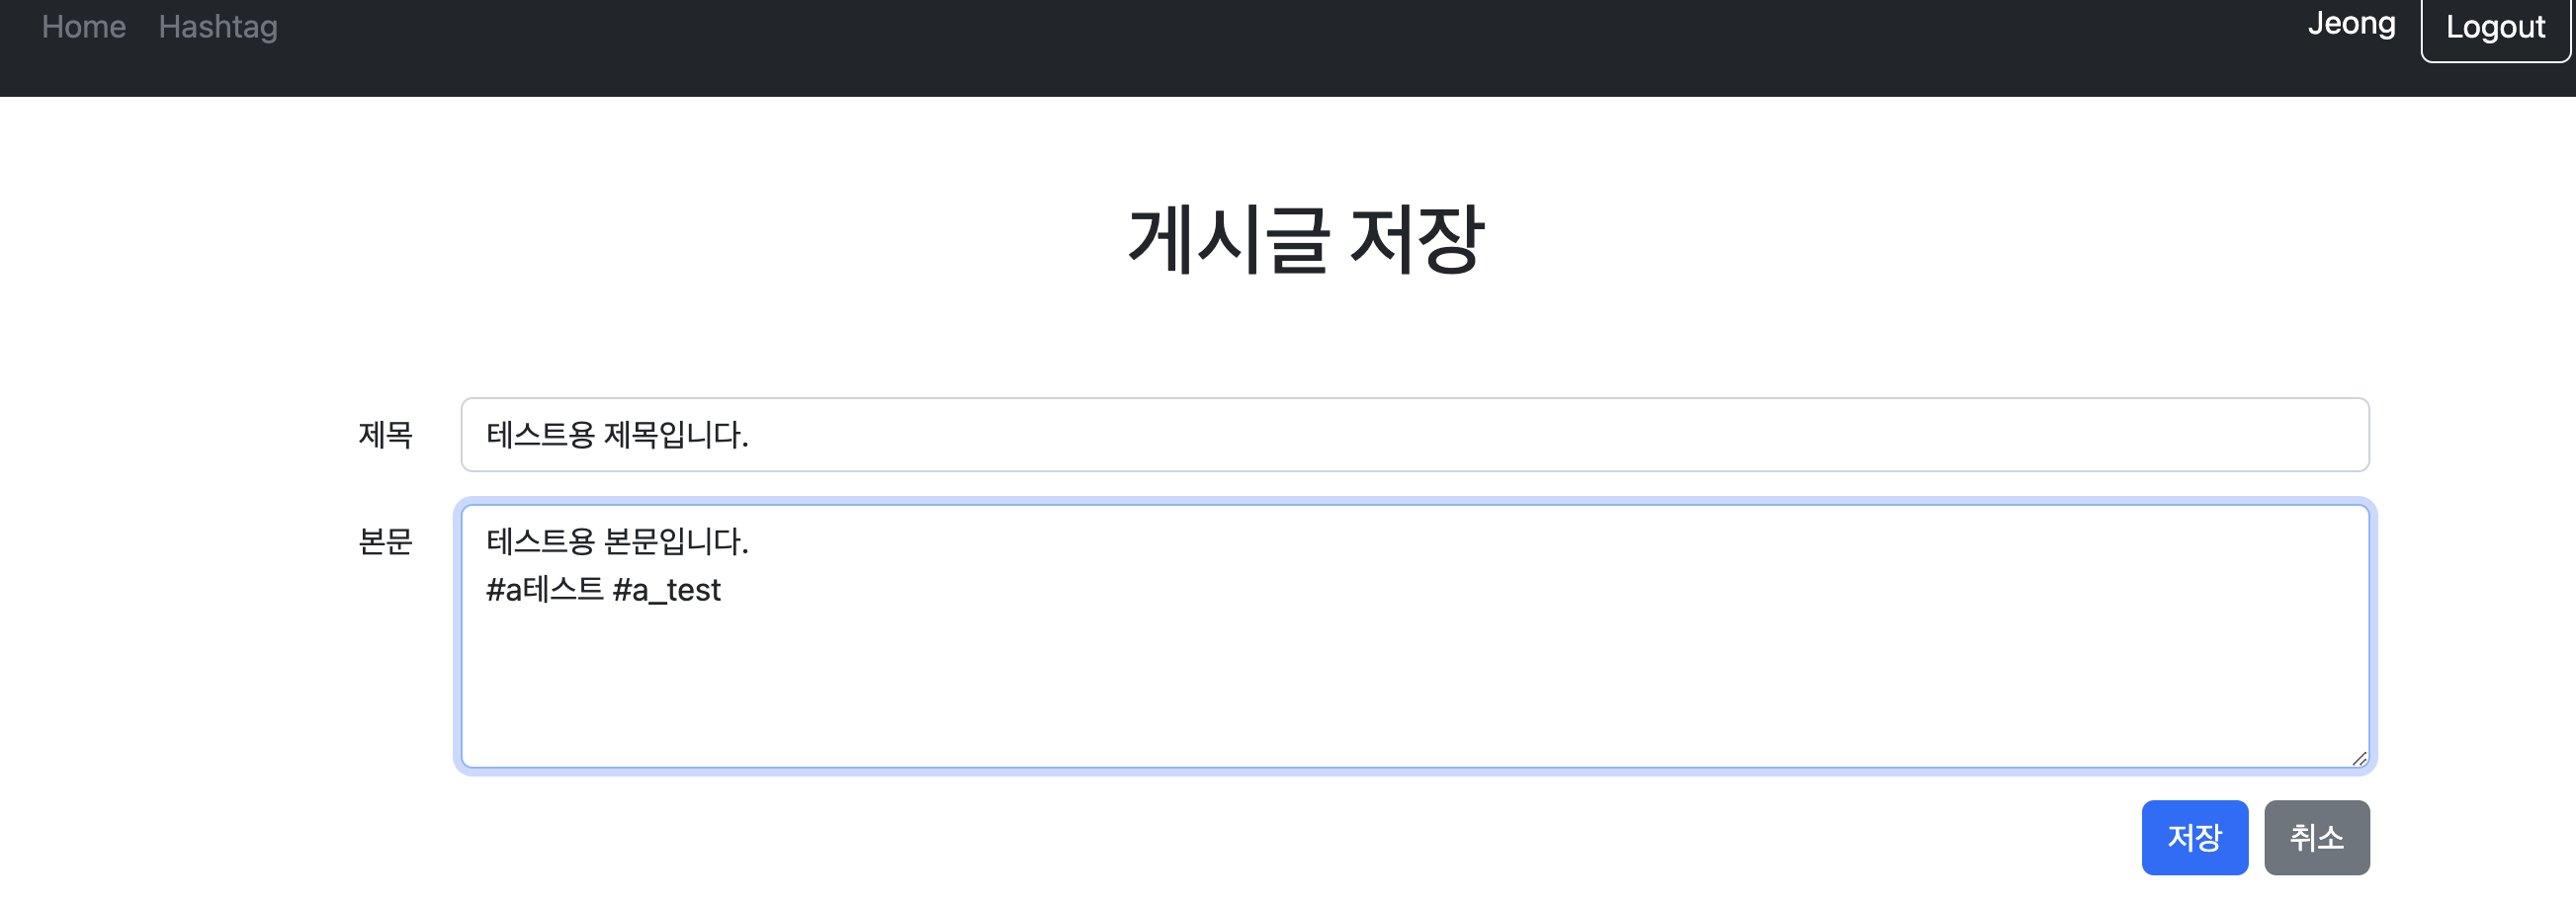 Home Hashtag Jeong Logout
게시글 저장
제목 테스트용 제목입니다.
본문 테스트용 본문입니다.
#a테스트 #a_test
저장 취소